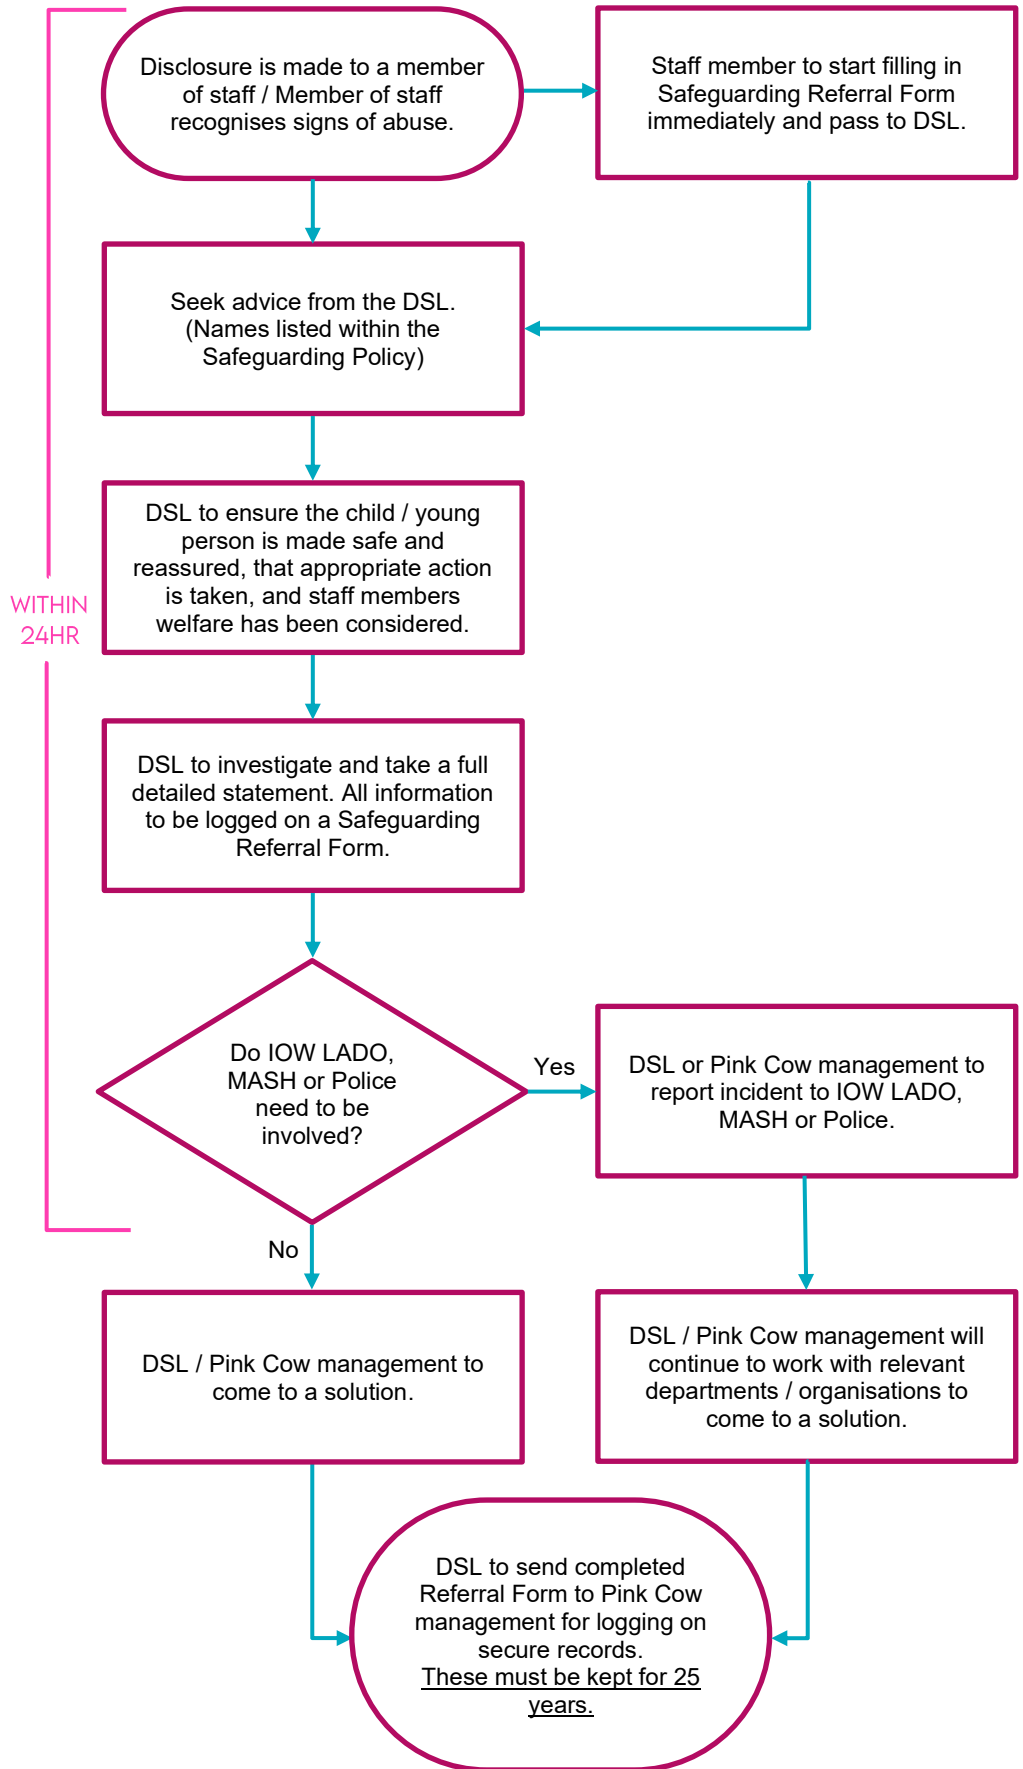 Disclosure is made to a member
of staff / Member of staff
recognises signs of abuse.
Staff member to start filling in
Safeguarding Referral Form
immediately and pass to DSL.
Seek advice from the DSL.
(Names listed within the
Safeguarding Policy)
DSL to ensure the child / young
person is made safe and
reassured, that appropriate action
is taken, and staff members
welfare has been considered.
WITHIN
24HR
DSL to investigate and take a full
detailed statement. All information
to be logged on a Safeguarding
Referral Form.
Do IOW LADO,
MASH or Police
need to be
involved?
Yes
DSL or Pink Cow management to
report incident to IOW LADO,
MASH or Police.
No
DSL / Pink Cow management to
come to a solution.
DSL / Pink Cow management will
continue to work with relevant
departments / organisations to
come to a solution.
DSL to send completed
Referral Form to Pink Cow
management for logging on
secure records.
These must be kept for 25
years.